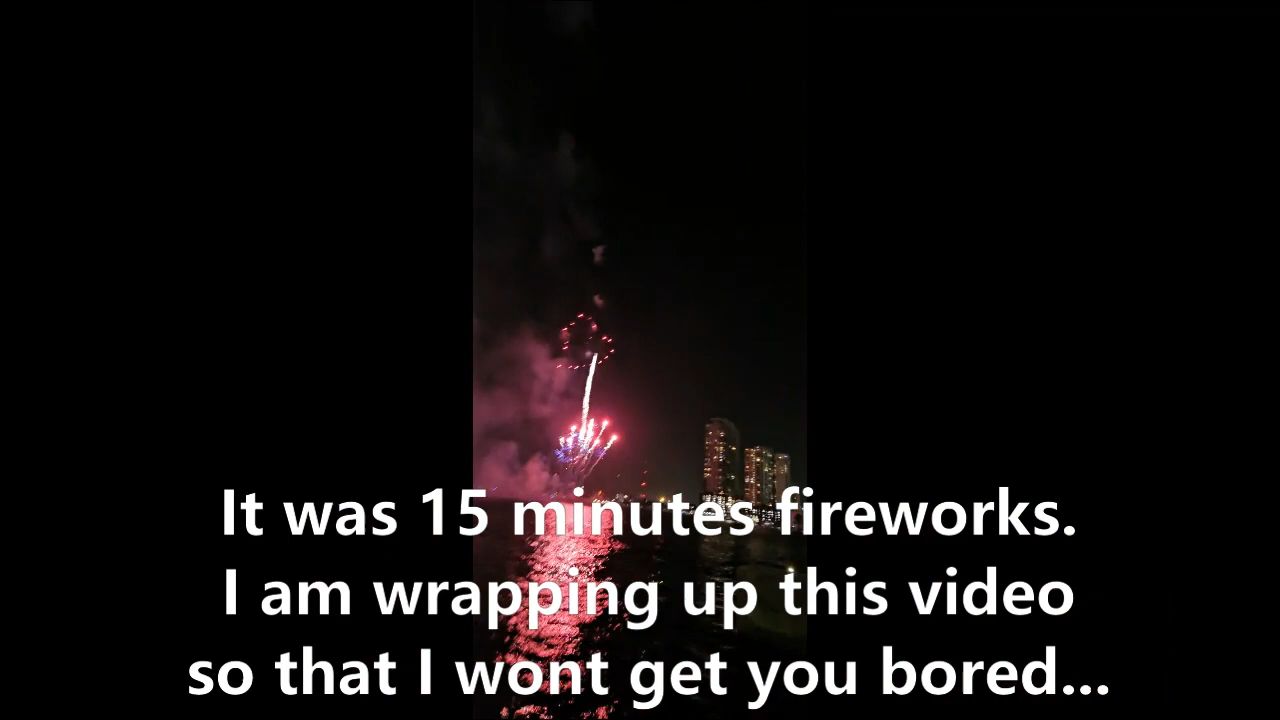 It was 15 minutes fireworks.
I am wrapping up this video
so that I wont get you bored...